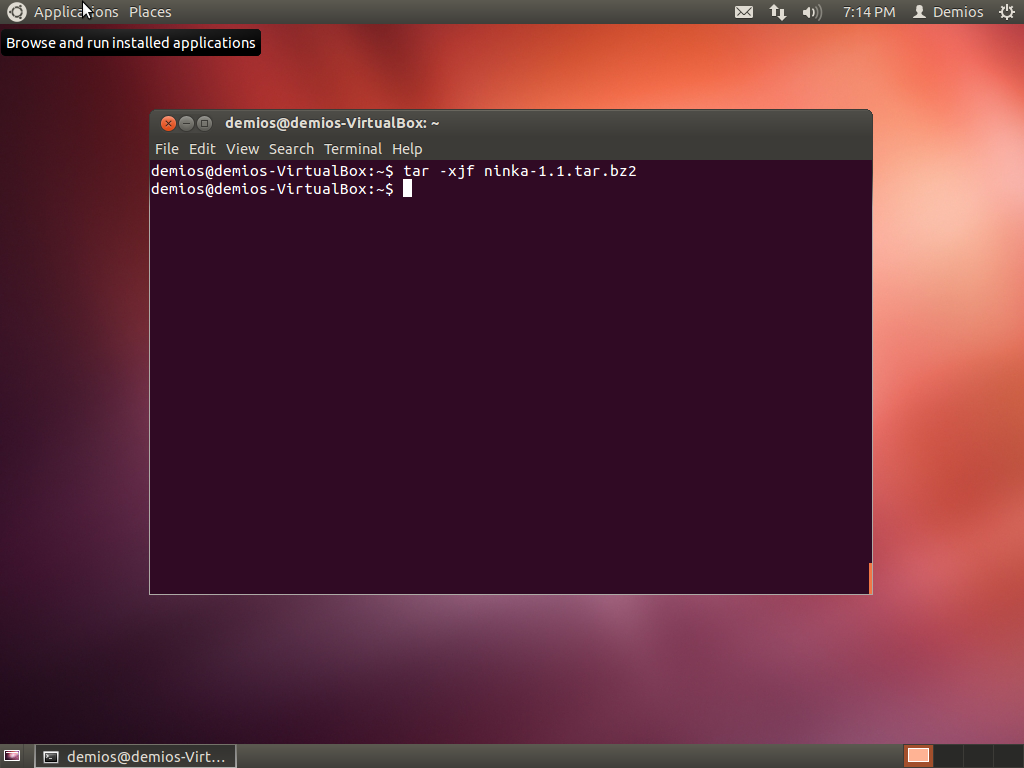 Applications Places 7:14 PM Demios
Browse and run installed applications
demios@demios-VirtualBox: ~
File Edit View Search Terminal Help
demios@demios-VirtualBox:~$ tar -xjf ninka-1.1.tar.bz2
demios@demios-VirtualBox:~$
demios@demios-Virt...